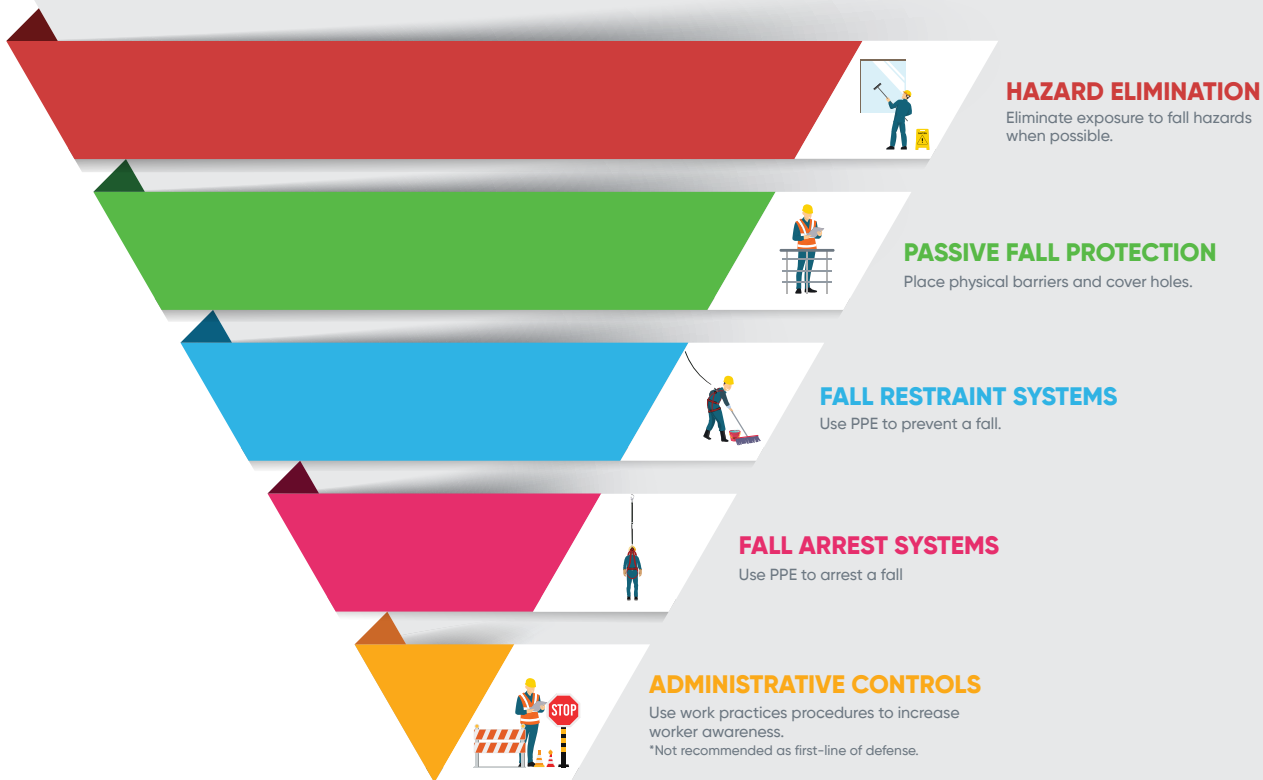 HAZARD ELIMINATION
Eliminate exposure to fall hazards
when possible.
PASSIVE FALL PROTECTION
Place physical barriers and cover holes.
FALL RESTRAINT SYSTEMS
Use PPE to prevent a fall.
FALL ARREST SYSTEMS
Use PPE to arrest a fall
ADMINISTRATIVE CONTROLS
Use work practices procedures to increase
worker awareness.
*Not recommended as first-line of defense.
STOP